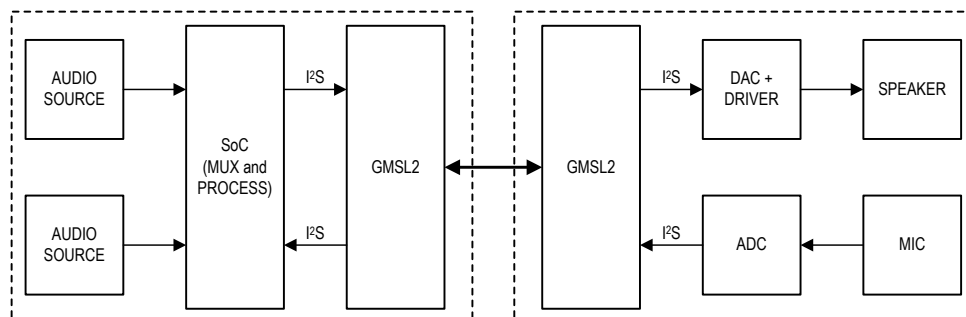 AUDIO
SOURCE
AUDIO
SOURCE
SoC
(MUX and
PROCESS)
I²S
I²S
GMSL2
GMSL2
I²S
I²S
DAC +
DRIVER
SPEAKER
ADC
MIC